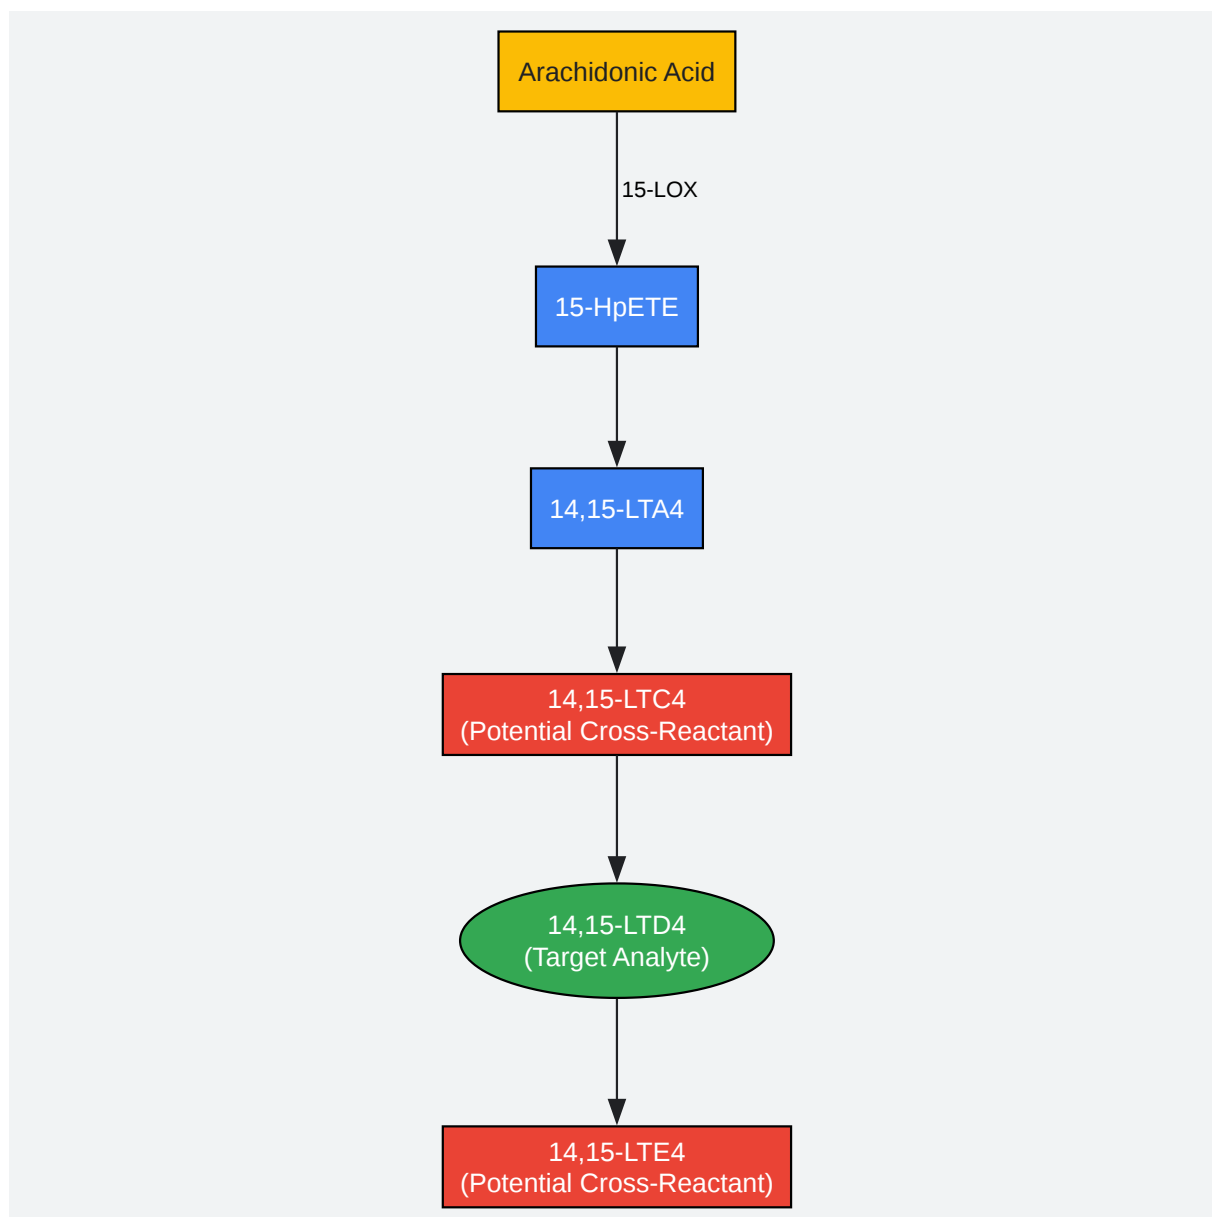 Arachidonic Acid
15-LOX
15-HpETE
14,15-LTA4
14,15-LTC4
(Potential Cross-Reactant)
14,15-LTD4
(Target Analyte)
14,15-LTE4
(Potential Cross-Reactant)